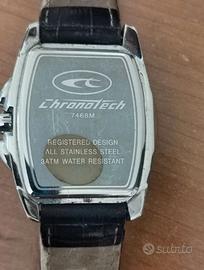 ChronoTech
7468M
REGISTERED DESIGN
ALL STAINLESS STEEL
3ATM WATER RESISTANT
subito